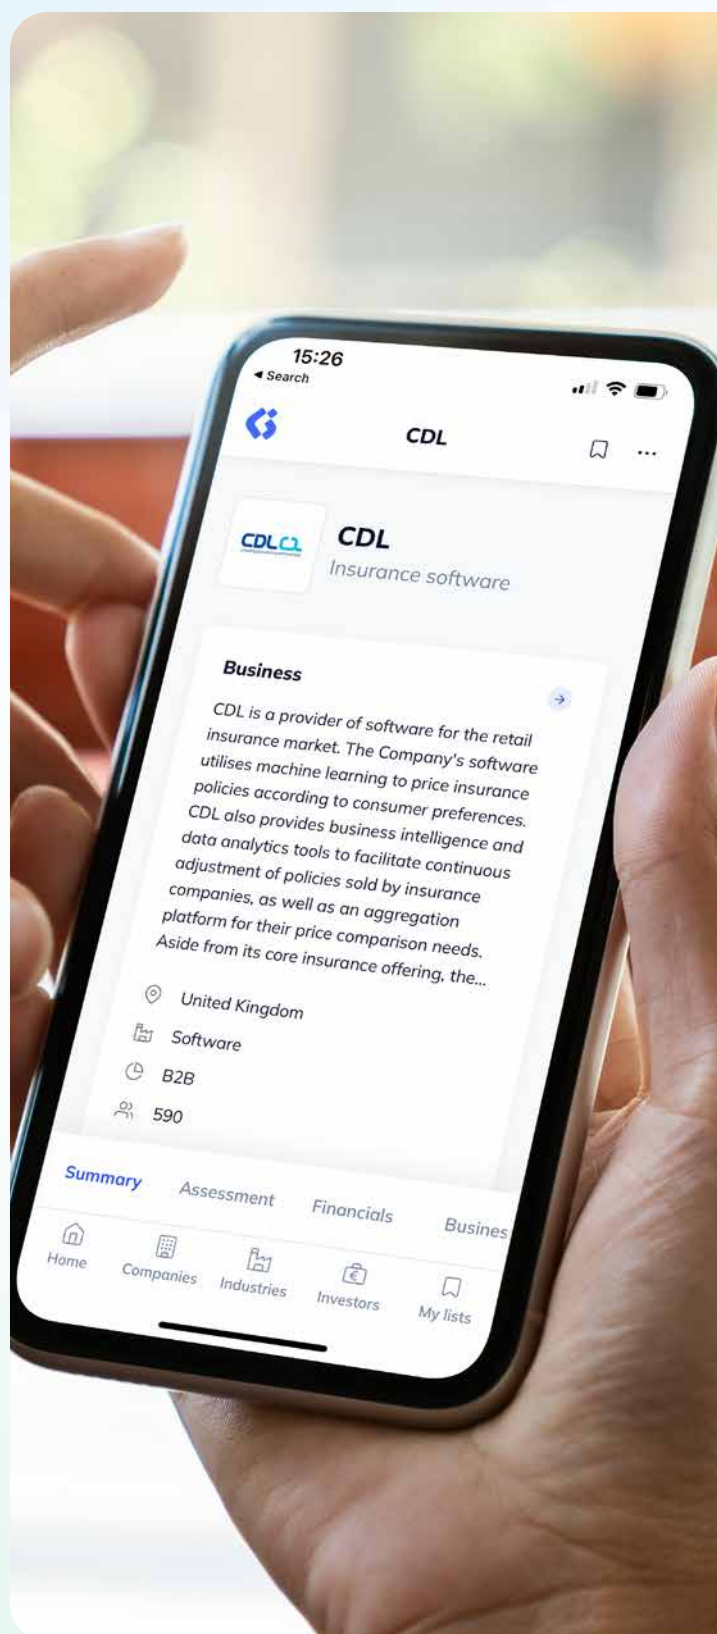 15:26
◀ Search
CDL
CDL
CDL
Insurance software
Business
CDL is a provider of software for the retail
insurance market. The Company's software
utilises machine learning to price insurance
policies according to consumer preferences.
CDL also provides business intelligence and
data analytics tools to facilitate continuous
adjustment of policies sold by insurance
companies, as well as an aggregation
platform for their price comparison needs.
Aside from its core insurance offering, the...
United Kingdom
Software
B2B
590
Summary Assessment Financials Busines
Home Companies Industries Investors My lists